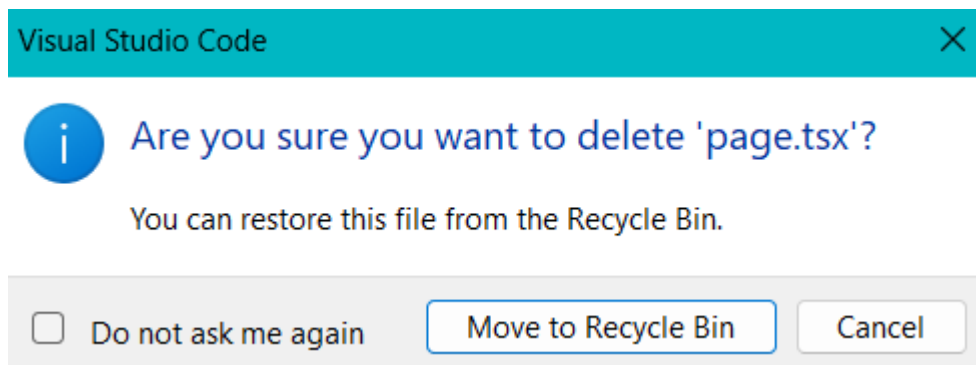 Visual Studio Code
Are you sure you want to delete 'page.tsx'?
You can restore this file from the Recycle Bin.
Do not ask me again
Move to Recycle Bin
Cancel